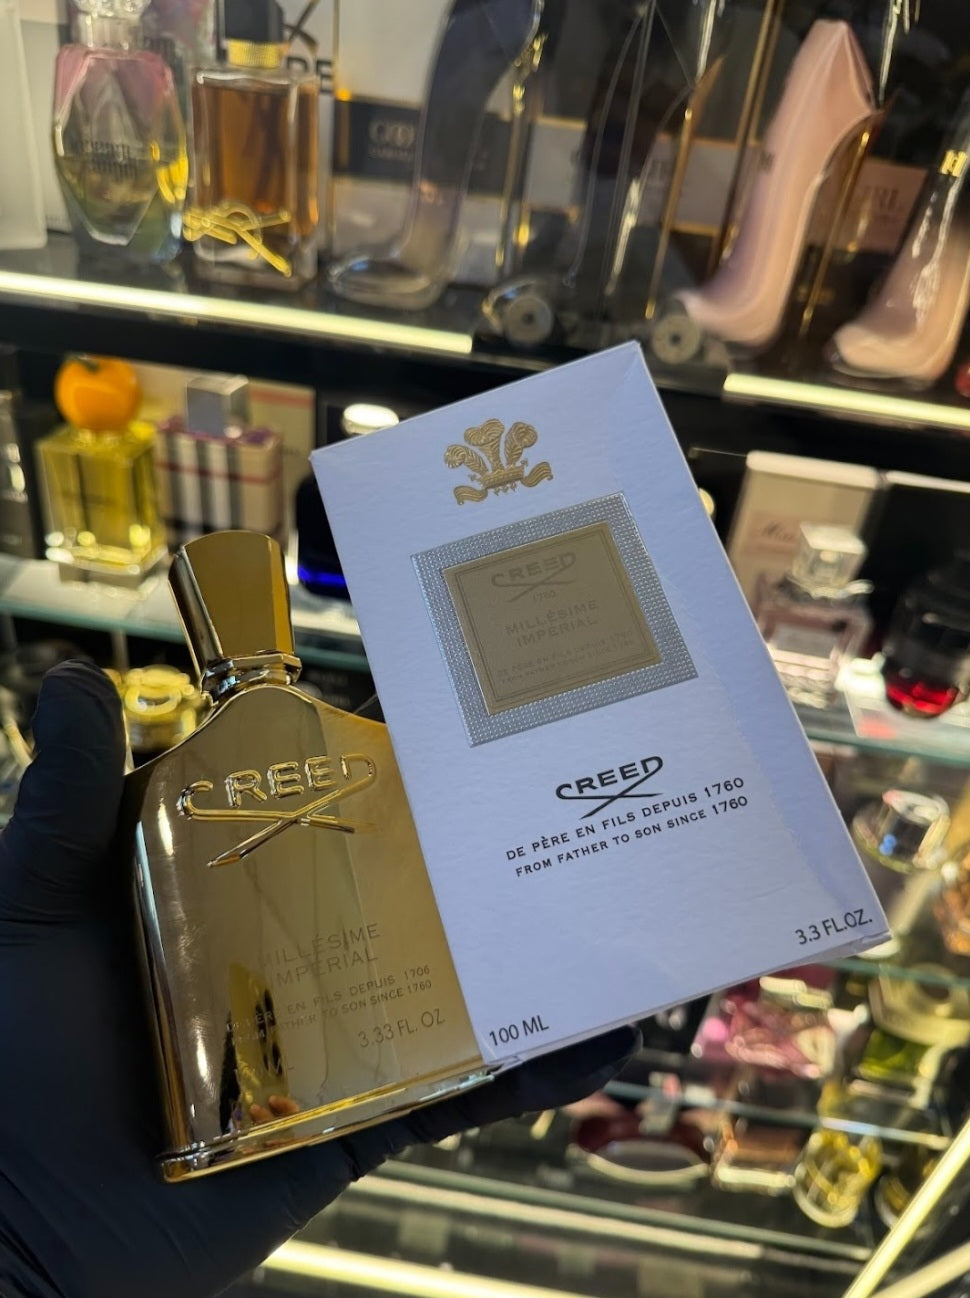 CREED
1760
MILLÉSIME
IMPERIAL
DE PÈRE EN FILS DEPUIS 1760
FROM FATHER TO SON SINCE 1760
CREED
DE PÈRE EN FILS DEPUIS 1760
FROM FATHER TO SON SINCE 1760
3.3 FL.OZ.
100 ML
CREED
MILLÉSIME
IMPERIAL
EN FILS DEPUIS 1706
TO SON SINCE 1760
3.33 FL. OZ